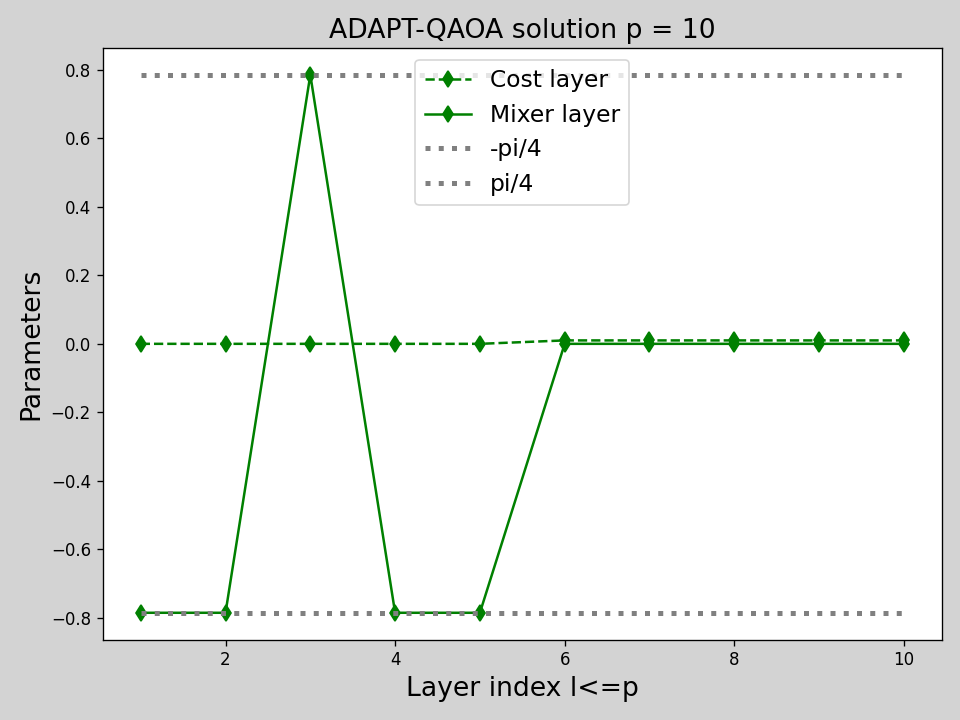 ADAPT-QAOA solution p = 10
Cost layer
Mixer layer
-pi/4
pi/4
Parameters
0.8
0.6
0.4
0.2
0.0
−0.2
−0.4
−0.6
−0.8
2 4 6 8 10
Layer index l<=p